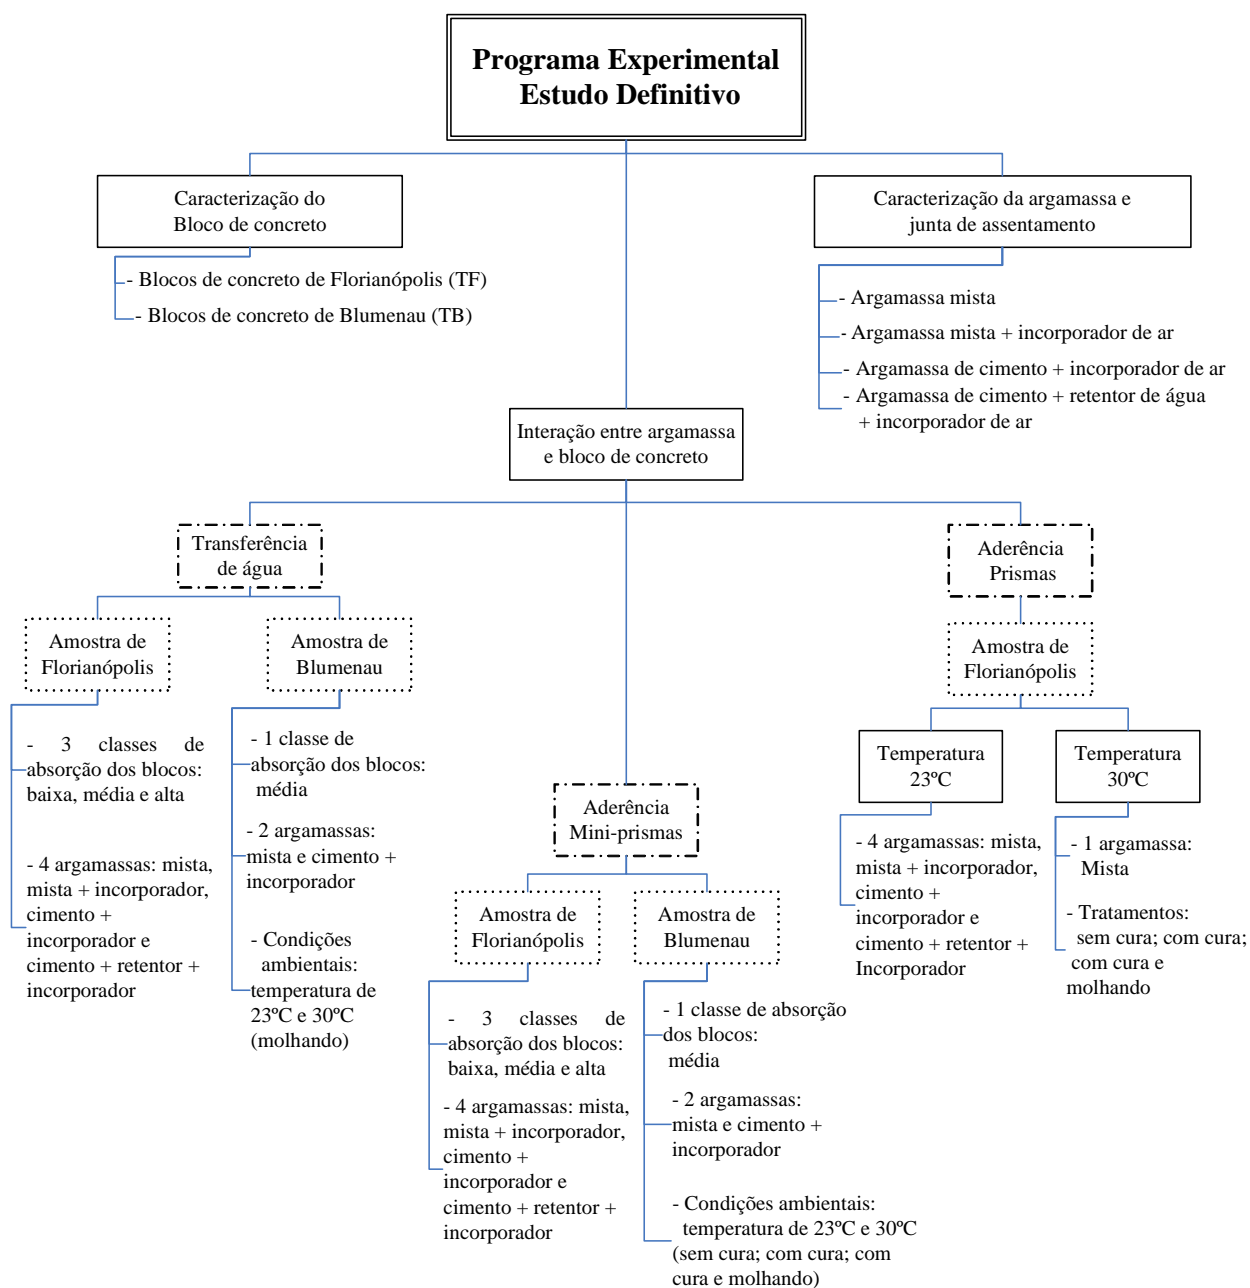 Programa Experimental
Estudo Definitivo
Caracterização do
Bloco de concreto
- Blocos de concreto de Florianópolis (TF)
- Blocos de concreto de Blumenau (TB)
Caracterização da argamassa e
junta de assentamento
- Argamassa mista
- Argamassa mista + incorporador de ar
- Argamassa de cimento + incorporador de ar
- Argamassa de cimento + retentor de água
+ incorporador de ar
Interação entre argamassa
e bloco de concreto
Transferência
de água
Amostra de
Florianópolis
- 3 classes de
absorção dos blocos:
baixa, média e alta
- 4 argamassas: mista,
mista + incorporador,
cimento +
incorporador e
cimento + retentor +
incorporador
Amostra de
Blumenau
- 1 classe de
absorção dos blocos:
média
- 2 argamassas:
mista e cimento +
incorporador
- Condições
ambientais:
temperatura de
23ºC e 30ºC
(molhando)
Aderência
Mini-prismas
Amostra de
Florianópolis
- 3 classes de
absorção dos blocos:
baixa, média e alta
- 4 argamassas: mista,
mista + incorporador,
cimento +
incorporador e
cimento + retentor +
incorporador
Amostra de
Blumenau
- 1 classe de absorção
dos blocos:
média
- 2 argamassas:
mista e cimento +
incorporador
- Condições ambientais:
temperatura de 23ºC e 30ºC
(sem cura; com cura; com
cura e molhando)
Aderência
Prismas
Amostra de
Florianópolis
Temperatura
23ºC
- 4 argamassas: mista,
mista + incorporador,
cimento +
incorporador e
cimento + retentor +
Incorporador
Temperatura
30ºC
- 1 argamassa:
Mista
- Tratamentos:
sem cura; com cura;
com cura e
molhando